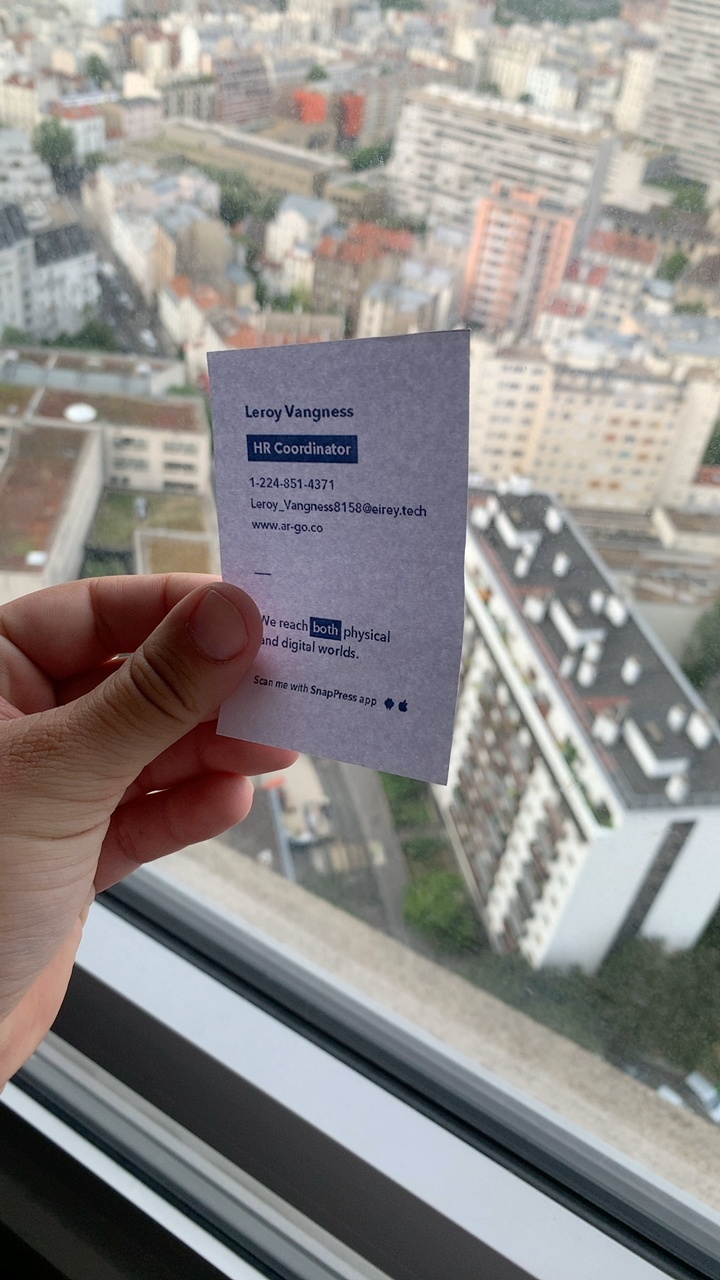 Leroy Vangness
HR Coordinator
1-224-851-4371
Leroy_Vangness8158@eirey.tech
www.ar-go.co
—
We reach both physical
and digital worlds.
Scan me with SnapPress app